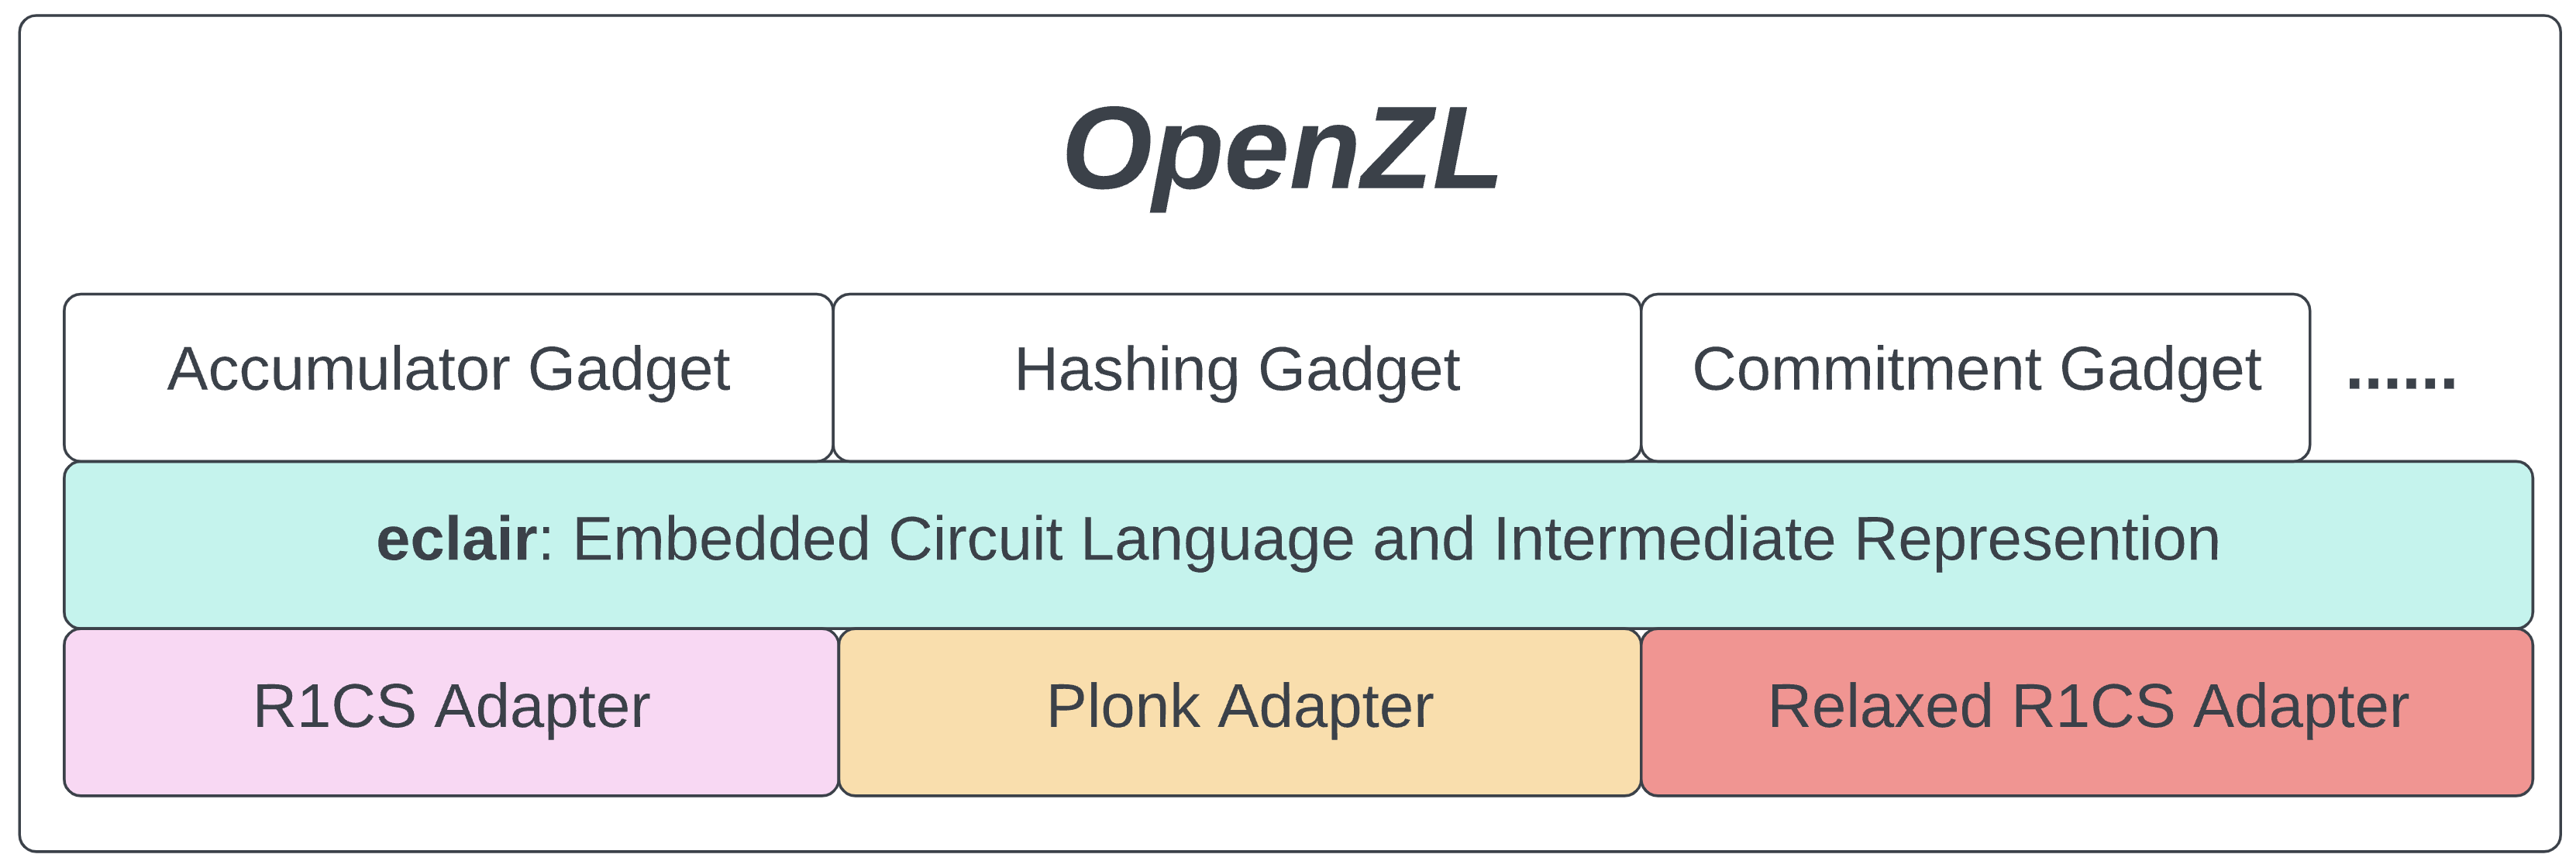 OpenZL
Accumulator Gadget
Hashing Gadget
Commitment Gadget
......
eclair: Embedded Circuit Language and Intermediate Represention
R1CS Adapter
Plonk Adapter
Relaxed R1CS Adapter